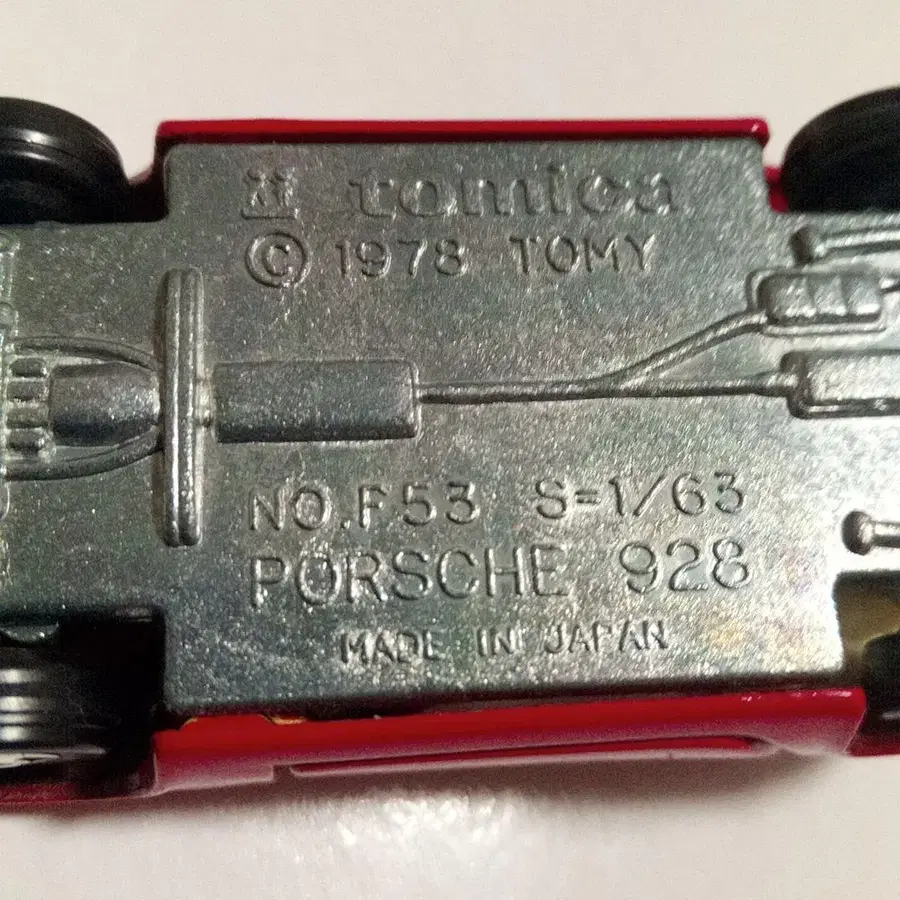 tomica
© 1978 TOMY
NO.F53 S=1/63
PORSCHE 928
MADE IN JAPAN